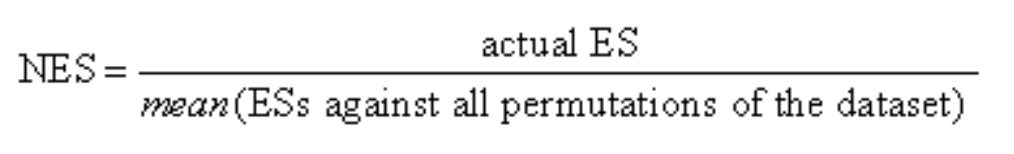 actual ES
NES =
mean(ESs against all permutations of the dataset)